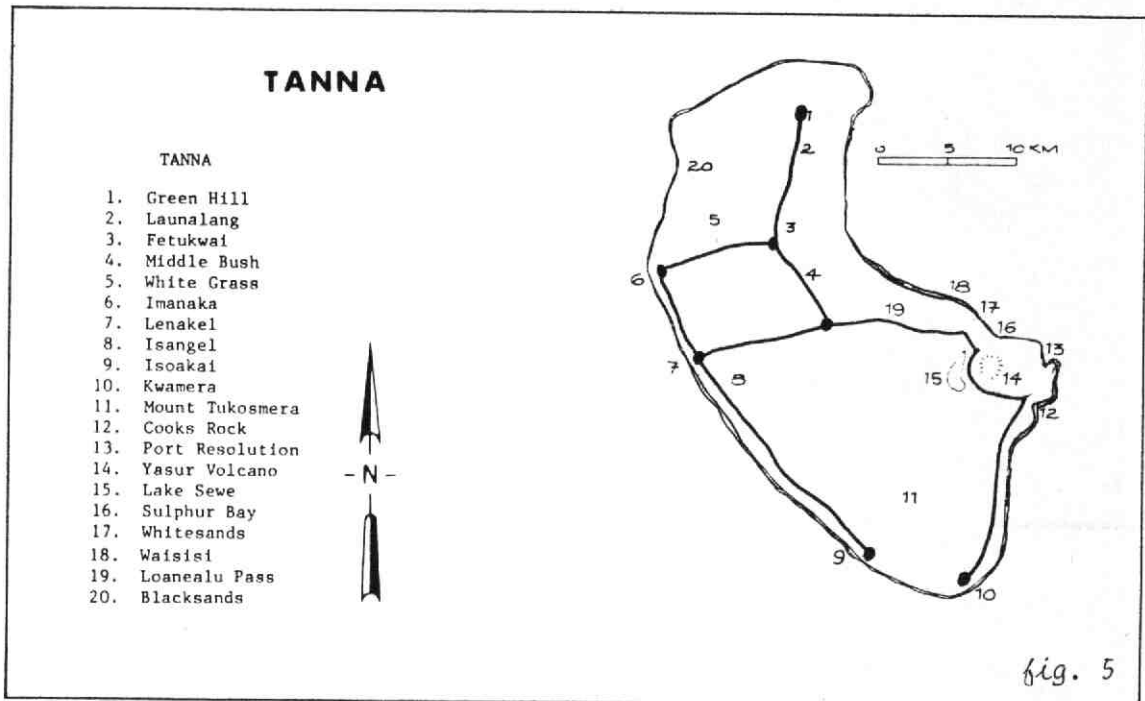 TANNA
TANNA
1. Green Hill
2. Launalang
3. Fetukwai
4. Middle Bush
5. White Grass
6. Imanaka
7. Lenakel
8. Isangel
9. Isoakai
10. Kwamera
11. Mount Tukosmera
12. Cooks Rock
13. Port Resolution
14. Yasur Volcano
15. Lake Sewe
16. Sulphur Bay
17. Whitesands
18. Waisisi
19. Loanealu Pass
20. Blacksands
- N -
1
2
0 5 10 KM
20
5
3
6
4
18
17
19
16
13
7
8
15
14
12
11
9
10
fig. 5